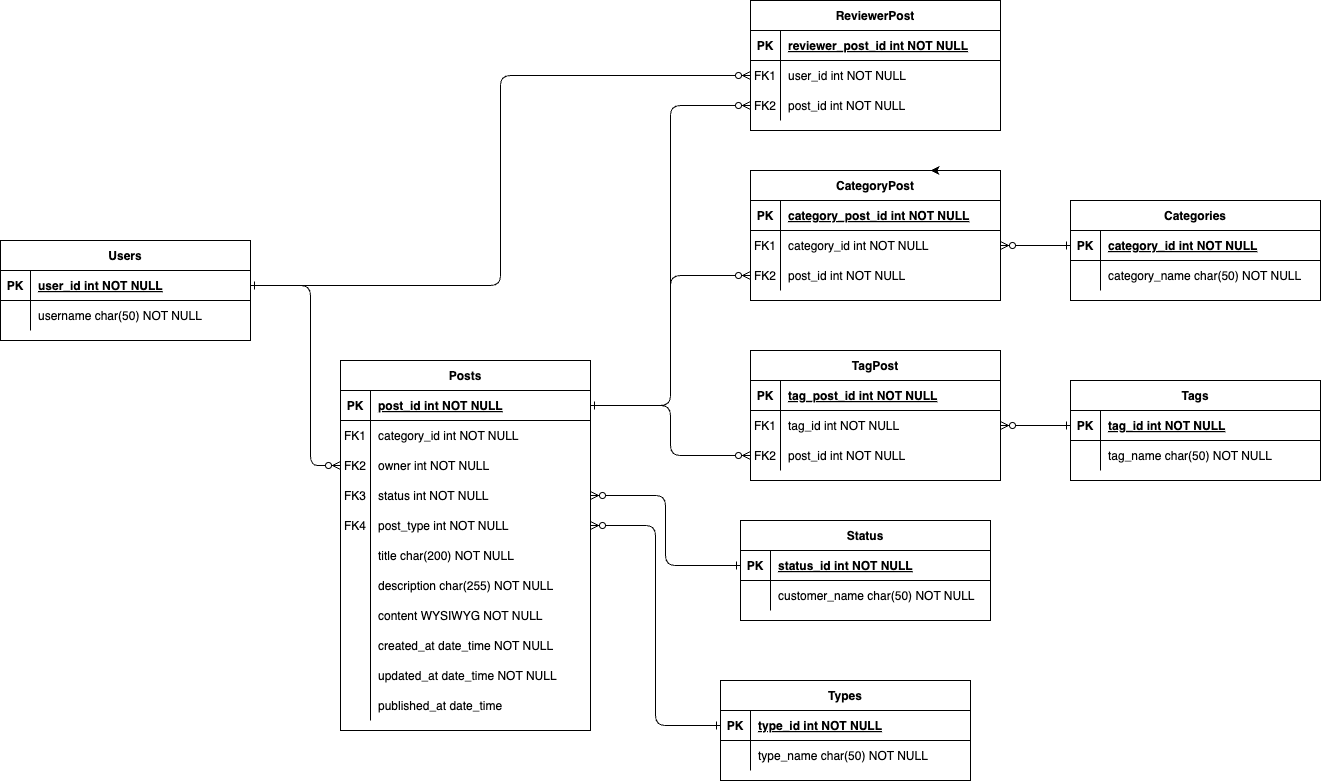 ReviewerPost
PK reviewer_post_id int NOT NULL
FK1 user_id int NOT NULL
FK2 post_id int NOT NULL
CategoryPost
PK category_post_id int NOT NULL
FK1 category_id int NOT NULL
FK2 post_id int NOT NULL
Categories
PK category_id int NOT NULL
category_name char(50) NOT NULL
Users
PK user_id int NOT NULL
username char(50) NOT NULL
Posts
PK post_id int NOT NULL
FK1 category_id int NOT NULL
FK2 owner int NOT NULL
FK3 status int NOT NULL
FK4 post_type int NOT NULL
title char(200) NOT NULL
description char(255) NOT NULL
content WYSIWYG NOT NULL
created_at date_time NOT NULL
updated_at date_time NOT NULL
published_at date_time
TagPost
PK tag_post_id int NOT NULL
FK1 tag_id int NOT NULL
FK2 post_id int NOT NULL
Tags
PK tag_id int NOT NULL
tag_name char(50) NOT NULL
Status
PK status_id int NOT NULL
customer_name char(50) NOT NULL
Types
PK type_id int NOT NULL
type_name char(50) NOT NULL